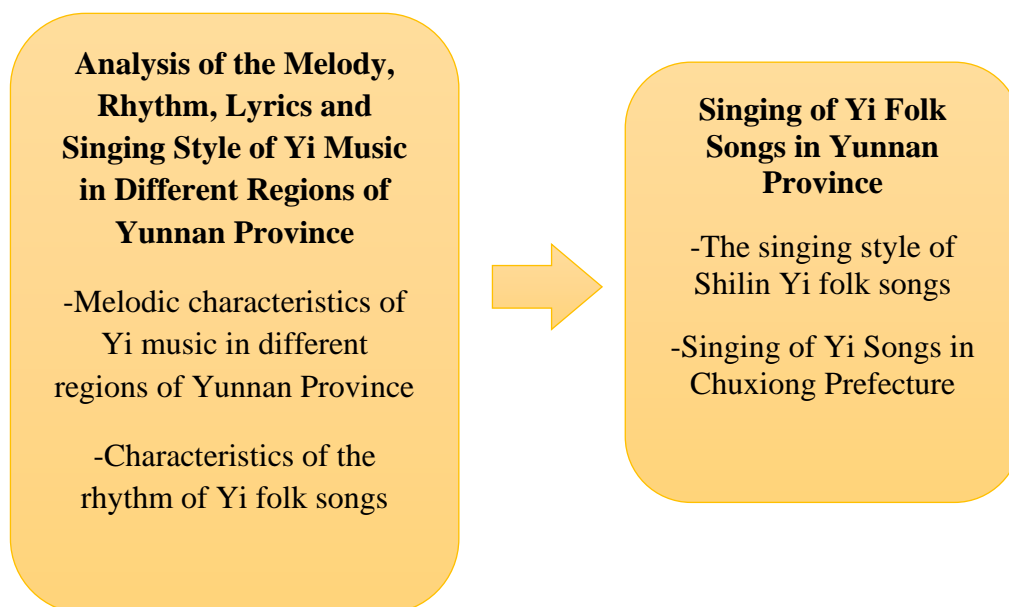 Analysis of the Melody,
Rhythm, Lyrics and
Singing Style of Yi Music
in Different Regions of
Yunnan Province
-Melodic characteristics of
Yi music in different
regions of Yunnan Province
-Characteristics of the
rhythm of Yi folk songs
Singing of Yi Folk
Songs in Yunnan
Province
-The singing style of
Shilin Yi folk songs
-Singing of Yi Songs in
Chuxiong Prefecture